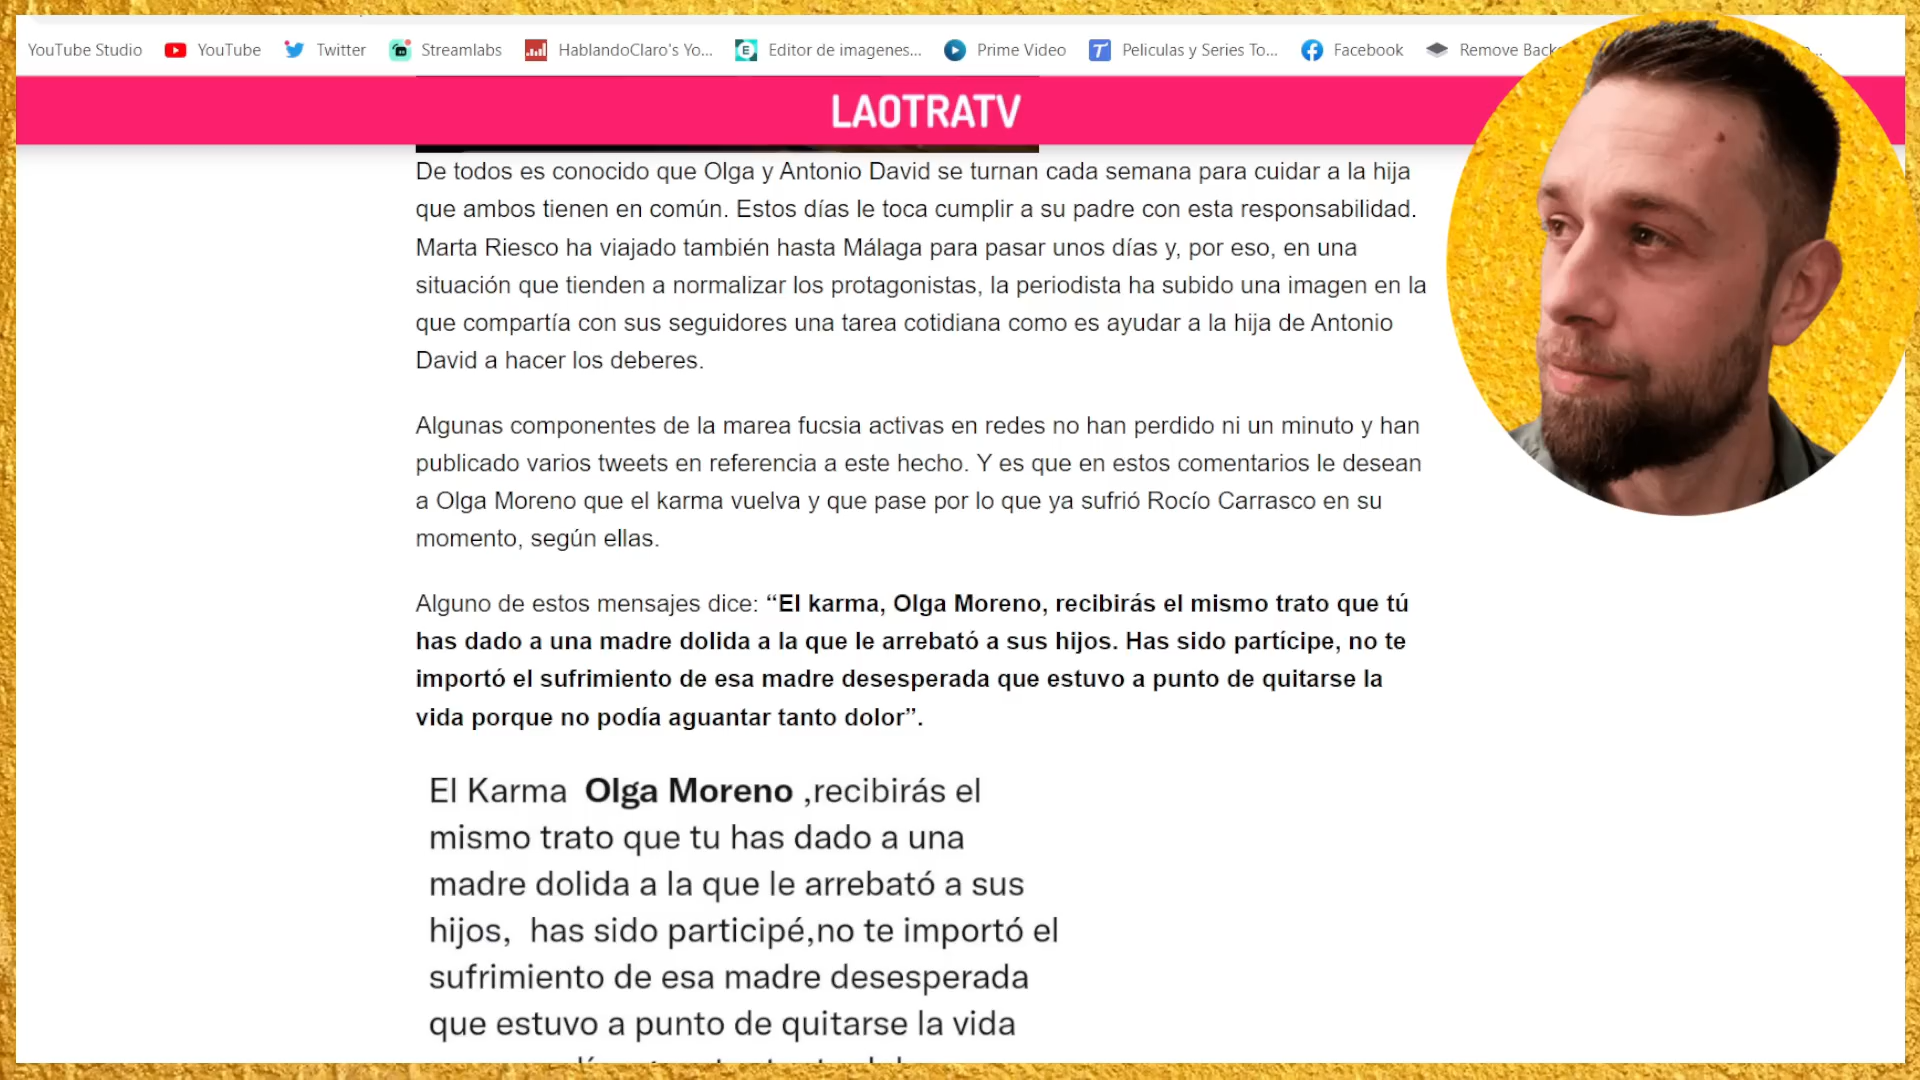 YouTube Studio YouTube Twitter Streamlabs HablandoClaro's Yo... Editor de imagenes... Prime Video Peliculas y Series To... Facebook Remove Back
LAOTRATV
De todos es conocido que Olga y Antonio David se turnan cada semana para cuidar a la hija
que ambos tienen en común. Estos días le toca cumplir a su padre con esta responsabilidad.
Marta Riesco ha viajado también hasta Málaga para pasar unos días y, por eso, en una
situación que tienden a normalizar los protagonistas, la periodista ha subido una imagen en la
que compartía con sus seguidores una tarea cotidiana como es ayudar a la hija de Antonio
David a hacer los deberes.
Algunas componentes de la marea fucsia activas en redes no han perdido ni un minuto y han
publicado varios tweets en referencia a este hecho. Y es que en estos comentarios le desean
a Olga Moreno que el karma vuelva y que pase por lo que ya sufrió Rocío Carrasco en su
momento, según ellas.
Alguno de estos mensajes dice: “El karma, Olga Moreno, recibirás el mismo trato que tú
has dado a una madre dolida a la que le arrebató a sus hijos. Has sido partícipe, no te
importó el sufrimiento de esa madre desesperada que estuvo a punto de quitarse la
vida porque no podía aguantar tanto dolor”.
El Karma Olga Moreno ,recibirás el
mismo trato que tu has dado a una
madre dolida a la que le arrebató a sus
hijos, has sido participé,no te importó el
sufrimiento de esa madre desesperada
que estuvo a punto de quitarse la vida